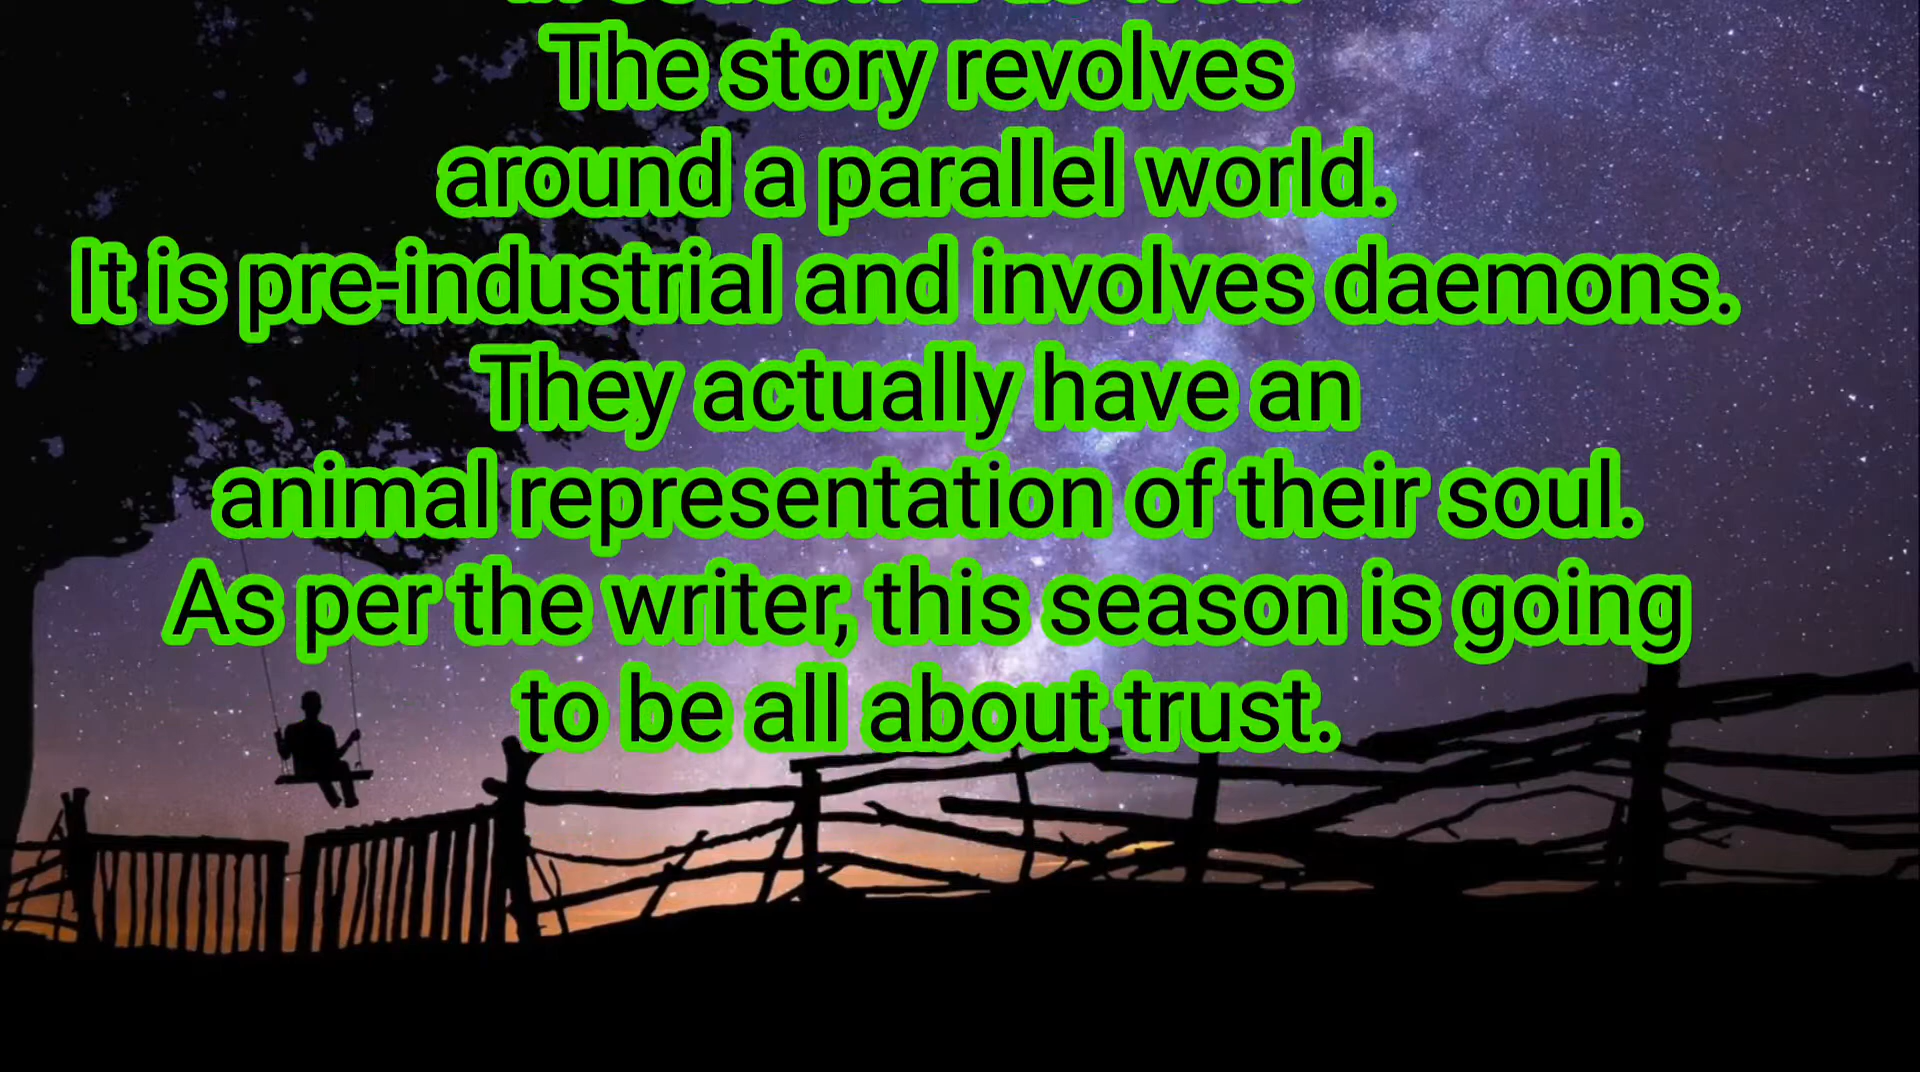 The story revolves
around a parallel world.
It is pre-industrial and involves daemons.
They actually have an
animal representation of their soul.
As per the writer, this season is going
to be all about trust.